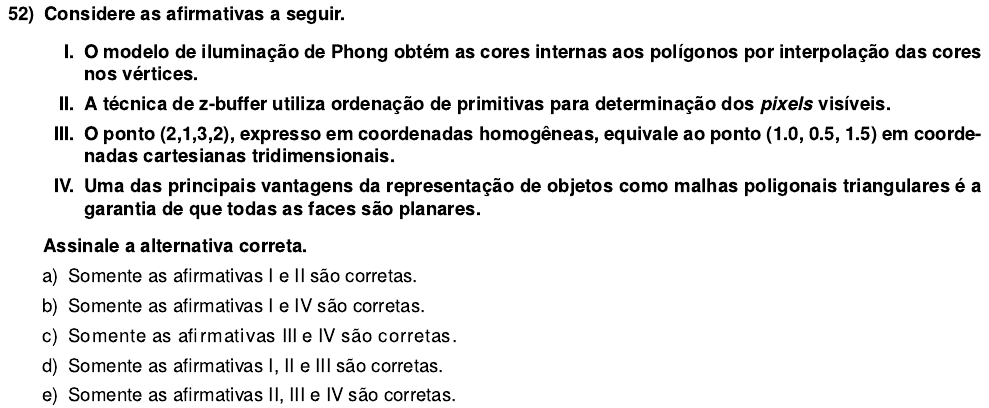 52) Considere as afirmativas a seguir.
I. O modelo de iluminação de Phong obtém as cores internas aos polígonos por interpolação das cores
nos vértices.
II. A técnica de z-buffer utiliza ordenação de primitivas para determinação dos pixels visíveis.
III. O ponto (2,1,3,2), expresso em coordenadas homogêneas, equivale ao ponto (1.0, 0.5, 1.5) em coorde-
nadas cartesianas tridimensionais.
IV. Uma das principais vantagens da representação de objetos como malhas poligonais triangulares é a
garantia de que todas as faces são planares.
Assinale a alternativa correta.
a) Somente as afirmativas I e II são corretas.
b) Somente as afirmativas I e IV são corretas.
c) Somente as afirmativas III e IV são corretas.
d) Somente as afirmativas I, II e III são corretas.
e) Somente as afirmativas II, III e IV são corretas.